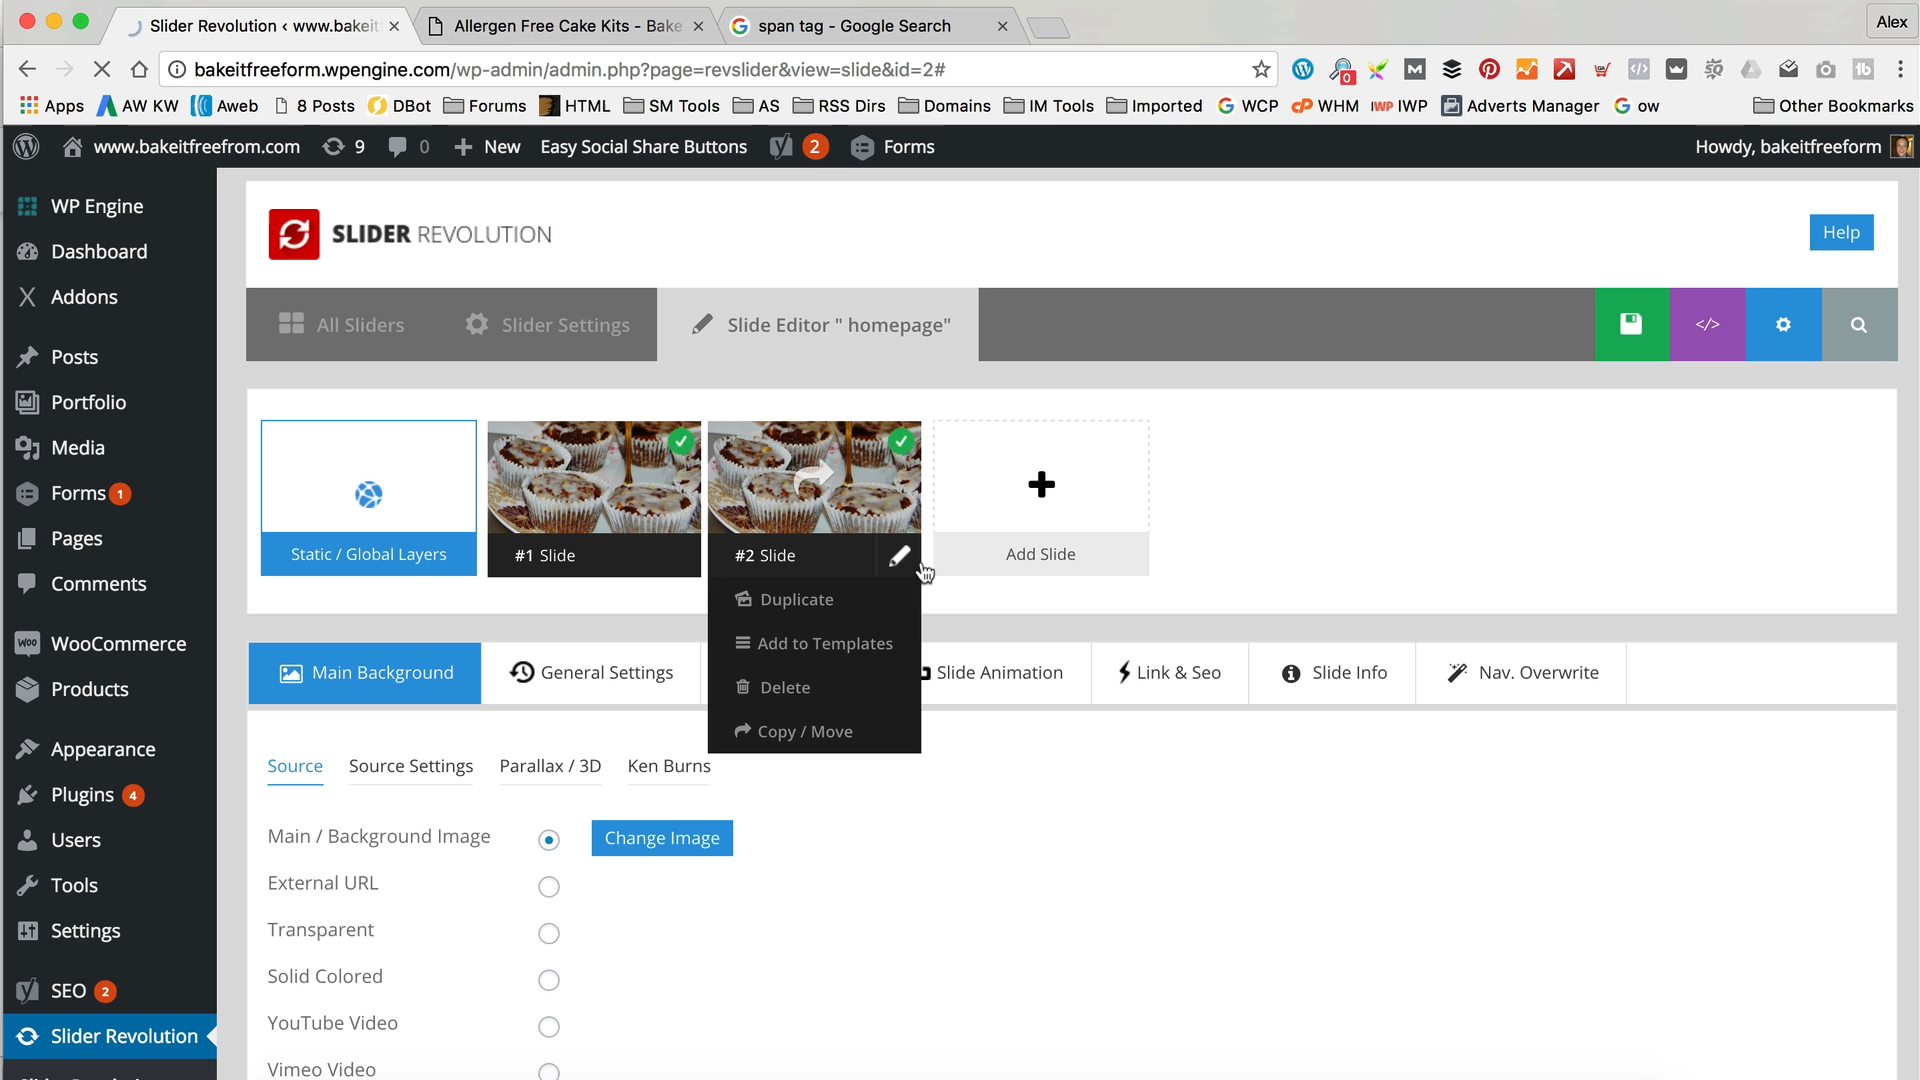 Slider Revolution ‹ www.bakeit
Allergen Free Cake Kits - Bake
span tag - Google Search
Alex
bakeitfreeform.wpengine.com/wp-admin/admin.php?page=revslider&view=slide&id=2#
Apps
AW KW
Aweb
8 Posts
DBot
Forums
HTML
SM Tools
AS
RSS Dirs
Domains
IM Tools
Imported
WCP
WHM
IWP
Adverts Manager
ow
Other Bookmarks
www.bakeitfreefrom.com
9
0
New
Easy Social Share Buttons
2
Forms
Howdy, bakeitfreeform
WP Engine
Dashboard
Addons
Posts
Portfolio
Media
Forms 1
Pages
Comments
WooCommerce
Products
Appearance
Plugins 4
Users
Tools
Settings
SEO 2
Slider Revolution
SLIDER REVOLUTION
Help
All Sliders
Slider Settings
Slide Editor " homepage"
</>
Static / Global Layers
#1 Slide
#2 Slide
Add Slide
Duplicate
Add to Templates
Delete
Copy / Move
Main Background
General Settings
Slide Animation
Link & Seo
Slide Info
Nav. Overwrite
Source
Source Settings
Parallax / 3D
Ken Burns
Main / Background Image
Change Image
External URL
Transparent
Solid Colored
YouTube Video
Vimeo Video